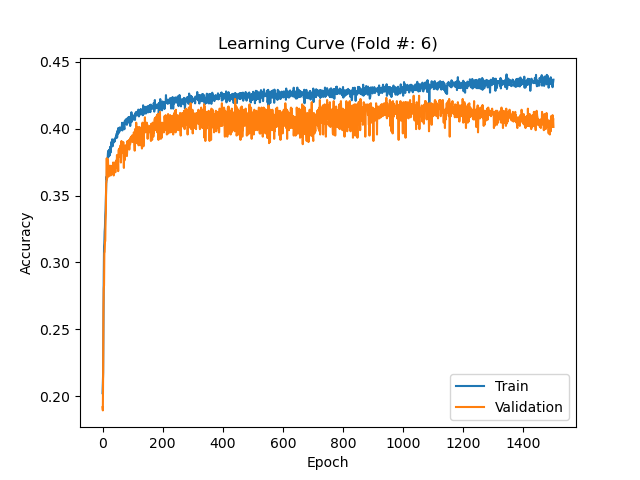 Learning Curve (Fold #: 6)
0.45
0.40
0.35
0.30
0.25
0.20
Accuracy
0 200 400 600 800 1000 1200 1400
Epoch
Train
Validation